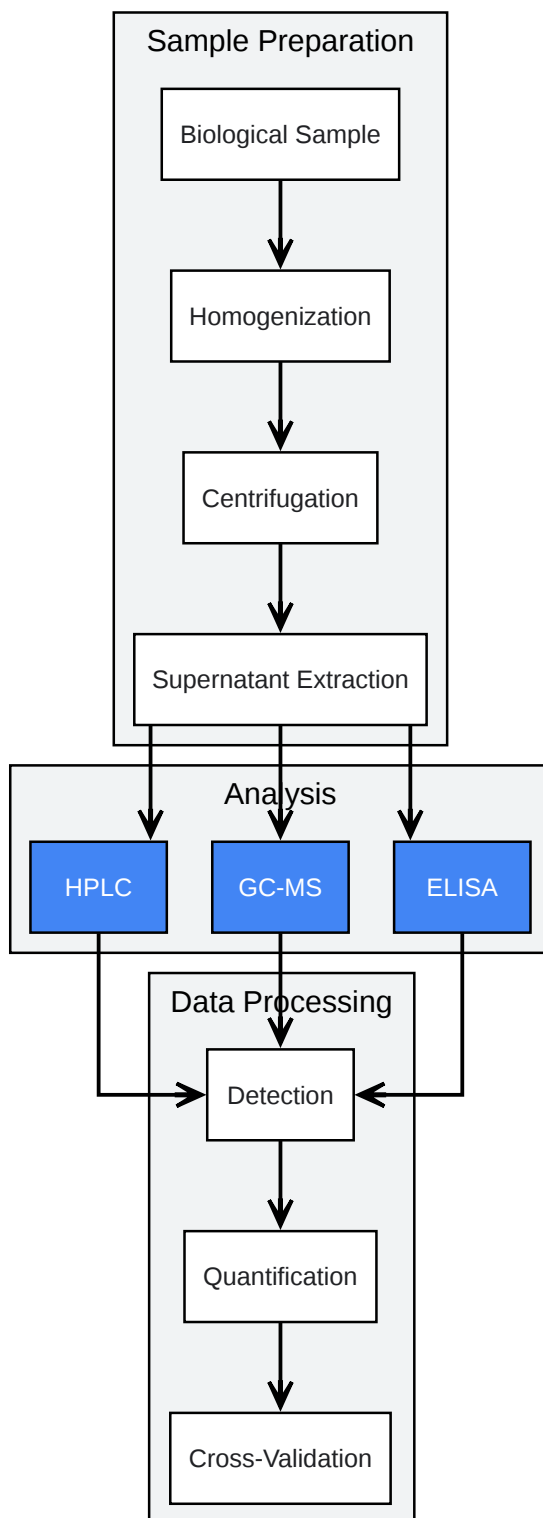 Sample Preparation
Biological Sample
Homogenization
Centrifugation
Supernatant Extraction
Analysis
HPLC
GC-MS
ELISA
Data Processing
Detection
Quantification
Cross-Validation